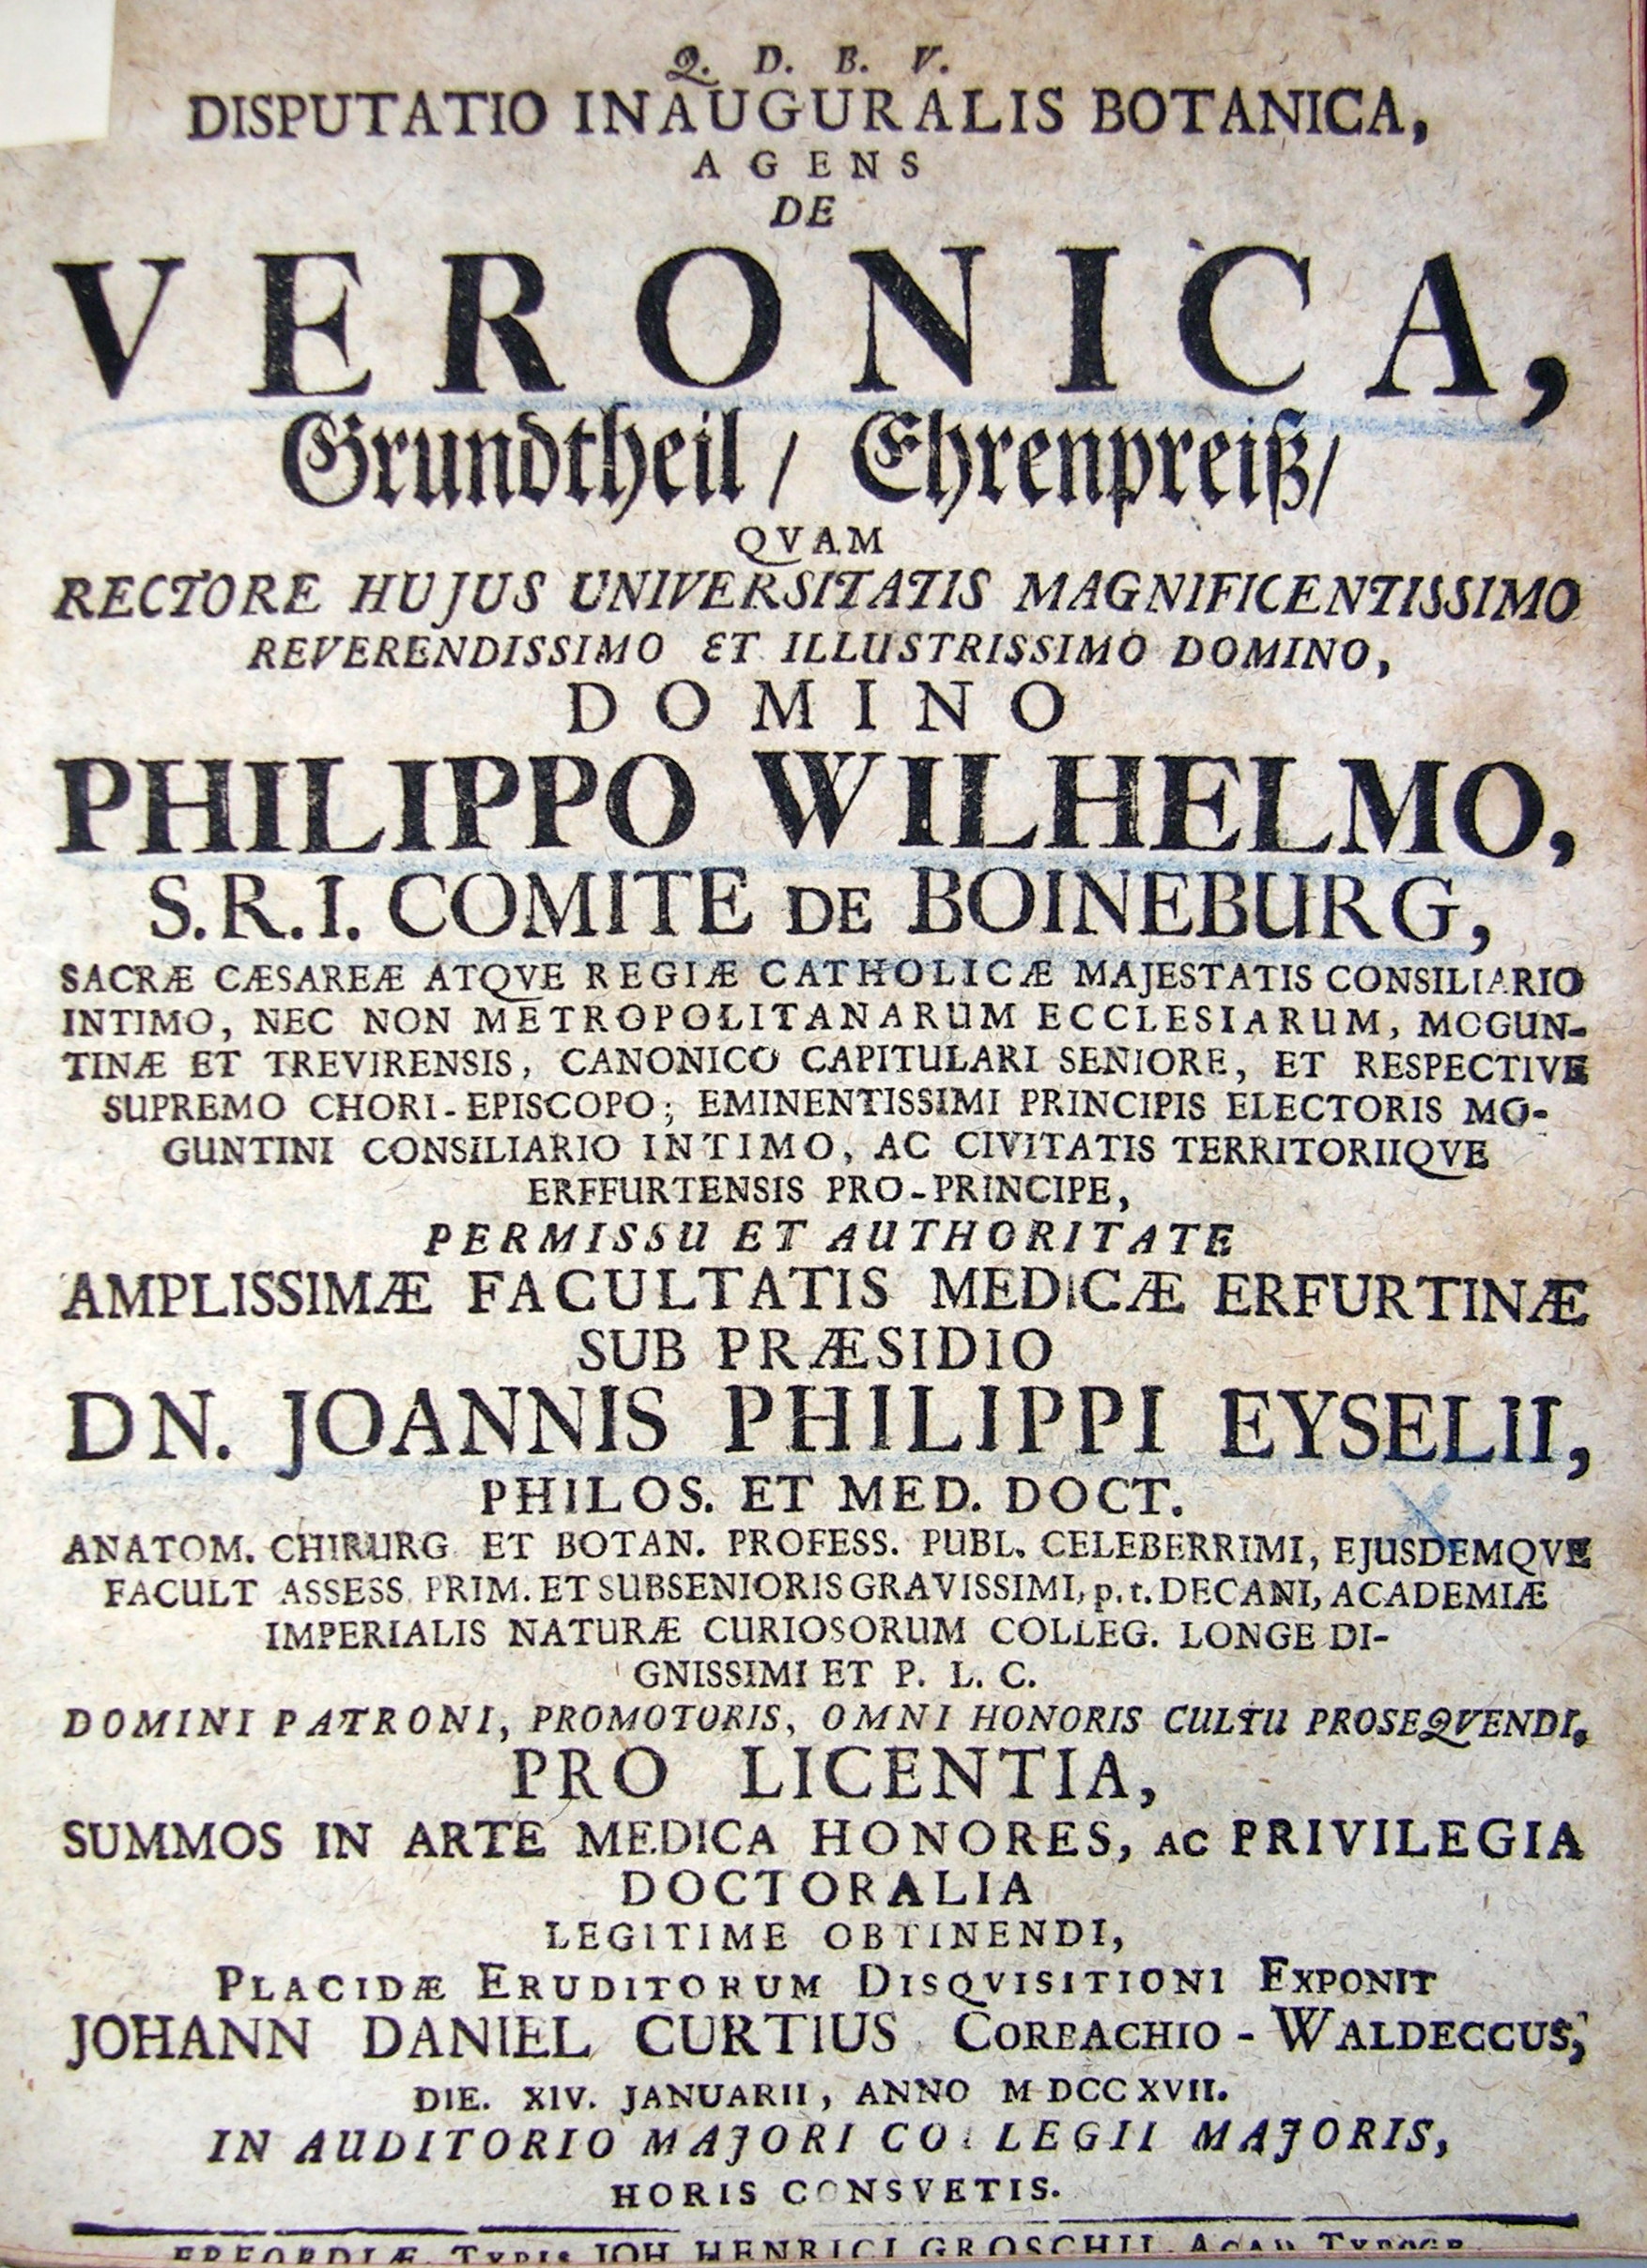 Q. D. B. V.
DISPUTATIO INAUGURALIS BOTANICA,
AGENS
DE
VERONICA,
Grundtheil / Ehrenpreiß/
QVAM
RECTORE HUJUS UNIVERSITATIS MAGNIFICENTISSIMO
REVERENDISSIMO ET ILLUSTRISSIMO DOMINO,
DOMINO
PHILIPPO WILHELMO,
S.R.I. COMITE DE BOINEBURG,
SACRÆ CÆSAREÆ ATQVE REGIÆ CATHOLICÆ MAJESTATIS CONSILIARIO
INTIMO, NEC NON METROPOLITANARUM ECCLESIARUM, MOGUN-
TINÆ ET TREVIRENSIS, CANONICO CAPITULARI SENIORE, ET RESPECTIVE
SUPREMO CHORI-EPISCOPO; EMINENTISSIMI PRINCIPIS ELECTORIS MO-
GUNTINI CONSILIARIO INTIMO, AC CIVITATIS TERRITORIIQVE
ERFFURTENSIS PRO-PRINCIPE,
PERMISSU ET AUTHORITATE
AMPLISSIMÆ FACULTATIS MEDICÆ ERFURTINÆ
SUB PRÆSIDIO
DN. JOANNIS PHILIPPI EYSELII,
PHILOS. ET MED. DOCT.
ANATOM. CHIRURG ET BOTAN. PROFESS. PUBL. CELEBERRIMI, EJUSDEMQVE
FACULT ASSESS. PRIM. ET SUBSENIORIS GRAVISSIMI, p. t. DECANI, ACADEMIÆ
IMPERIALIS NATURÆ CURIOSORUM COLLEG. LONGE DI-
GNISSIMI ET P. L. C.
DOMINI PATRONI, PROMOTORIS, OMNI HONORIS CULTU PROSEQVENDI,
PRO LICENTIA,
SUMMOS IN ARTE MEDICA HONORES, AC PRIVILEGIA
DOCTORALIA
LEGITIME OBTINENDI,
PLACIDÆ ERUDITORUM DISQVISITIONI EXPONIT
JOHANN DANIEL CURTIUS CORBACHIO - WALDECCUS,
DIE. XIV. JANUARII, ANNO M DCC XVII.
IN AUDITORIO MAJORI COLLEGII MAJORIS,
HORIS CONSVETIS.
ERFORDIÆ, TYPIS JOH. HENRICI GROSCHII, ACAD. TYPOGR.